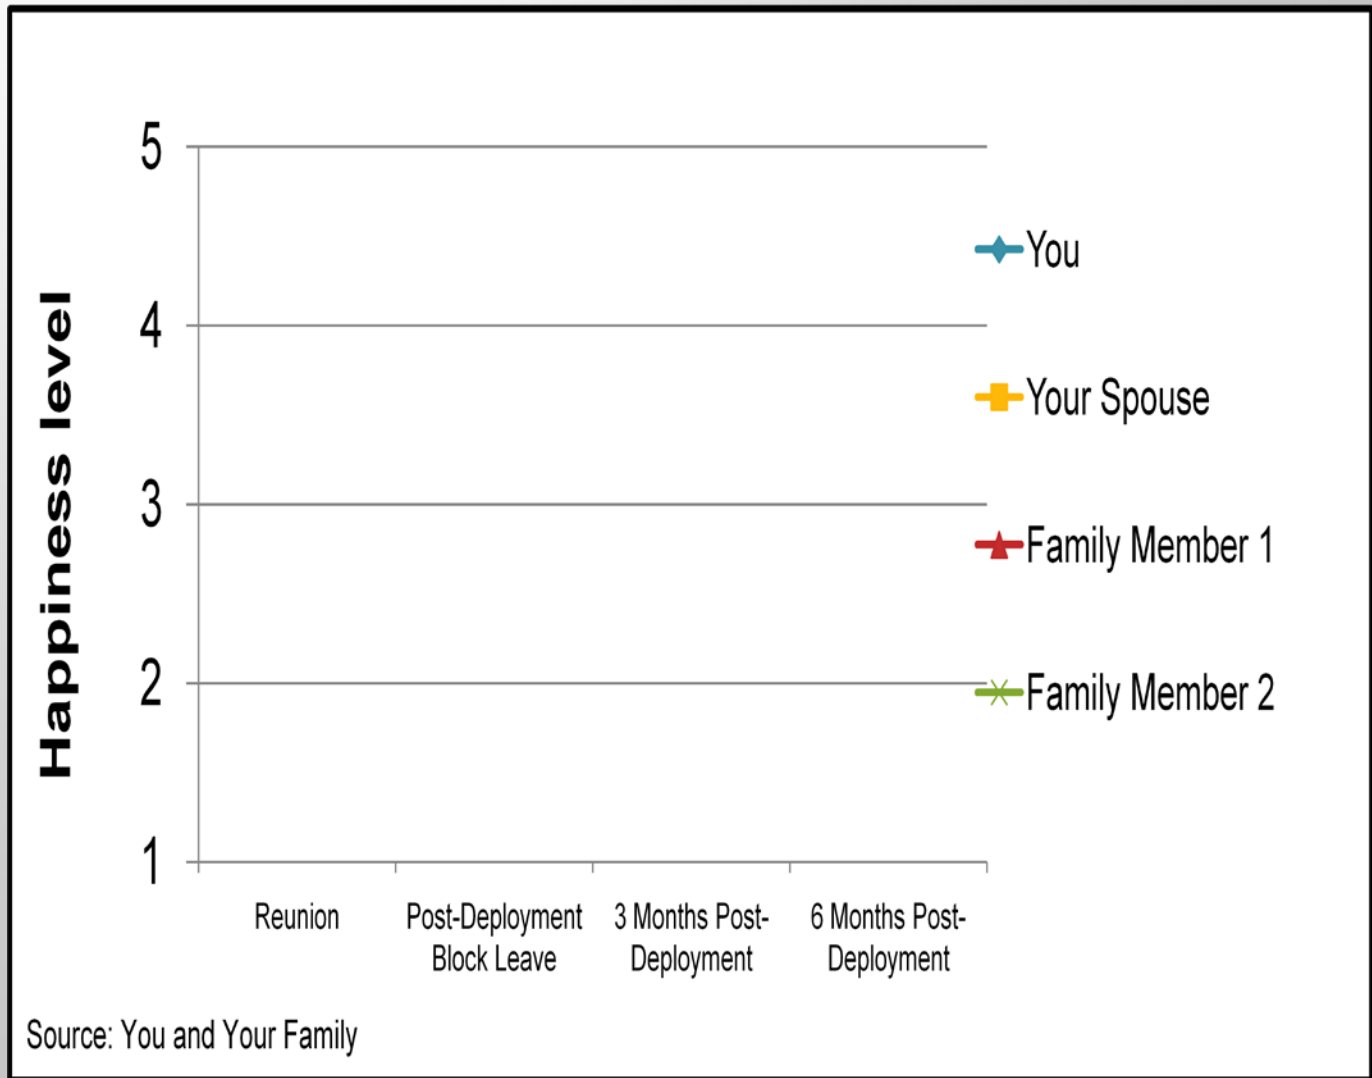 Happiness level
5
4
3
2
1
You
Your Spouse
Family Member 1
Family Member 2
Reunion
Post-Deployment
Block Leave
3 Months Post-
Deployment
6 Months Post-
Deployment
Source: You and Your Family